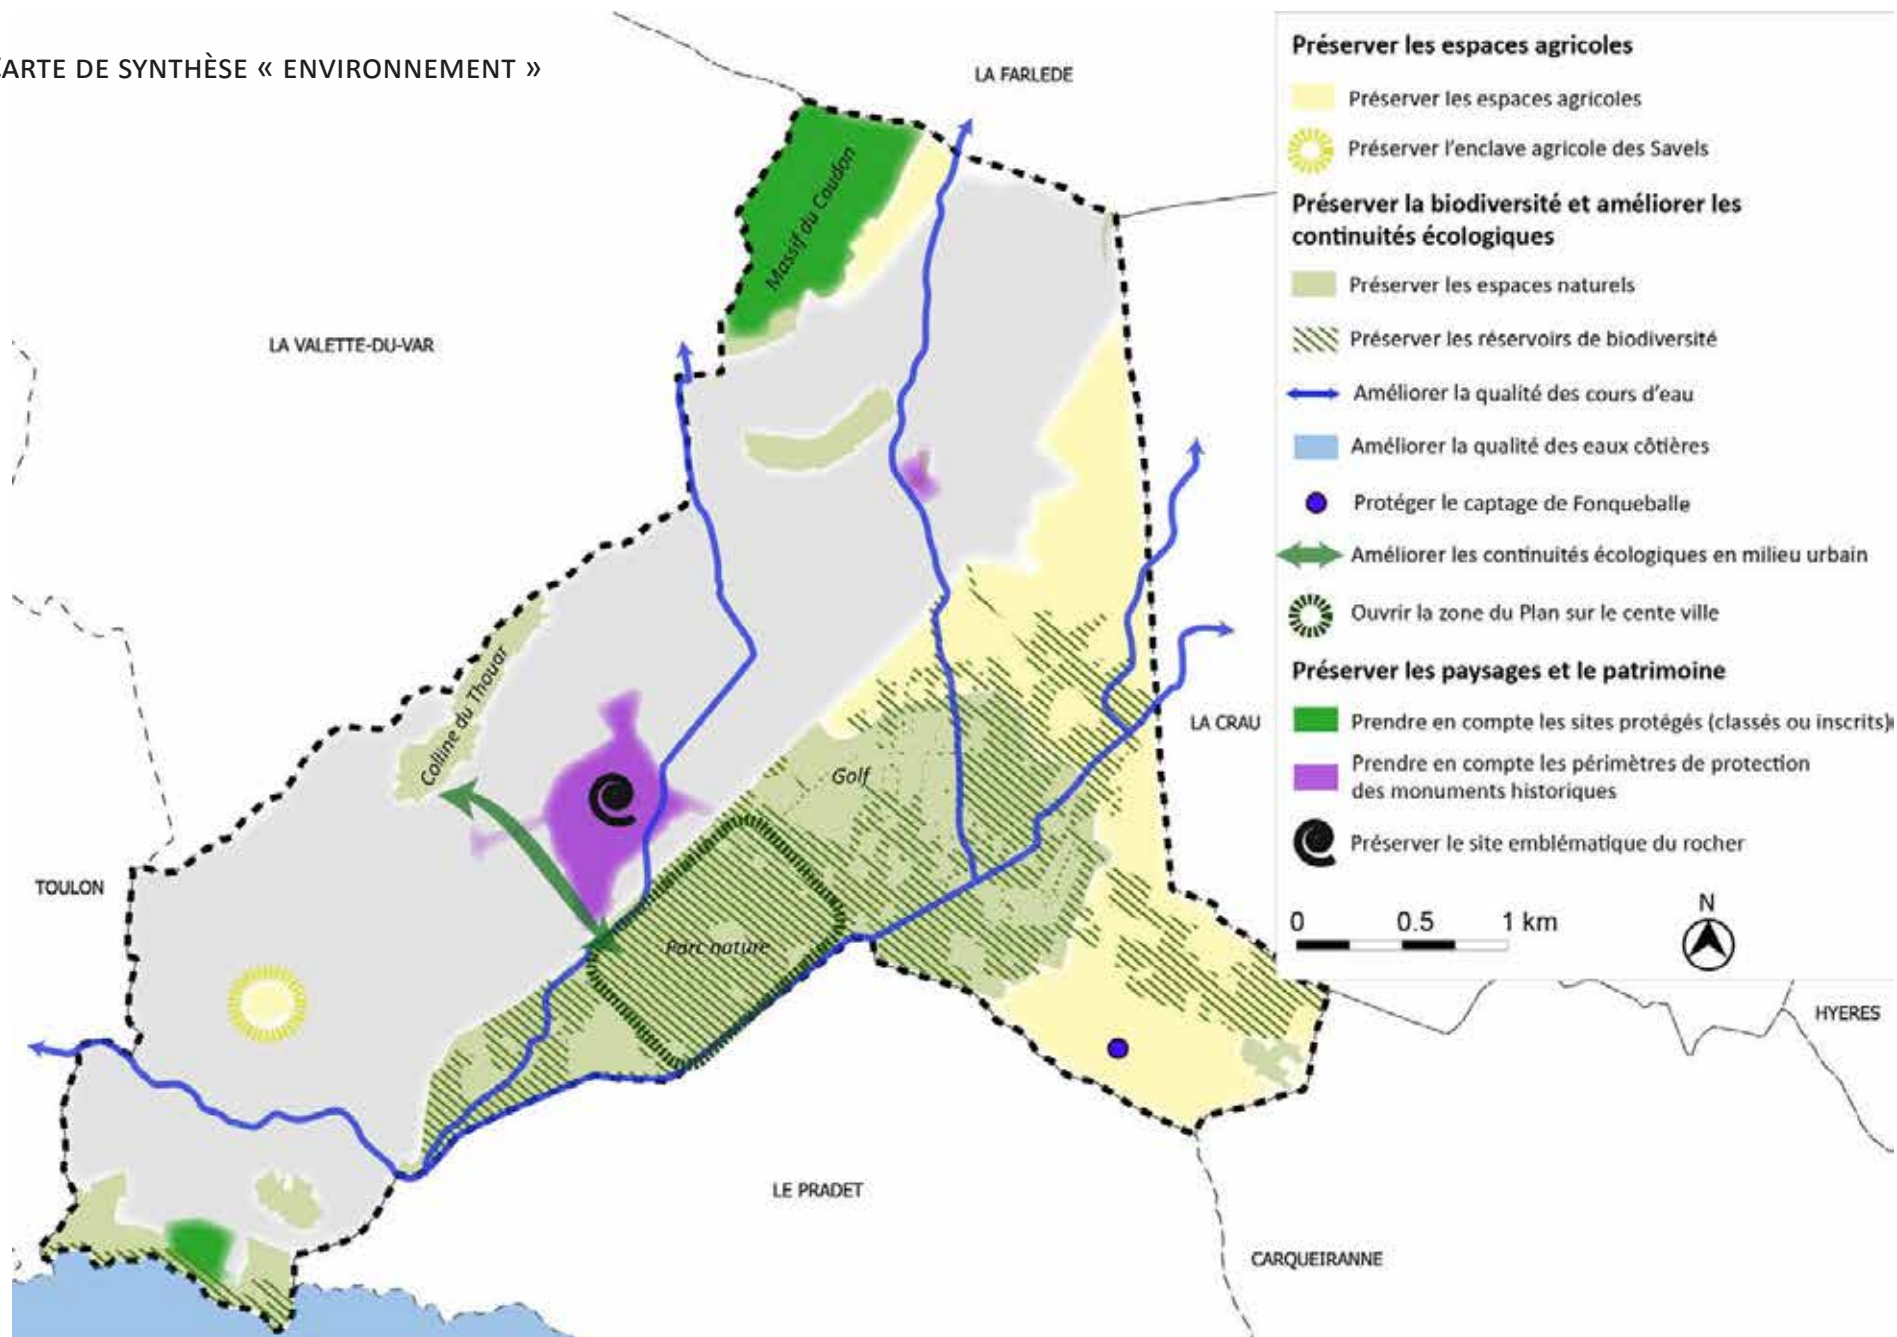 CARTE DE SYNTHÈSE « ENVIRONNEMENT »
LA FARLEDE
Massif du Coudon
LA VALETTE-DU-VAR
Colline du Thouar
Golf
LA CRAU
TOULON
Parc nature
HYERES
LE PRADET
CARQUEIRANNE
Préserver les espaces agricoles
Préserver les espaces agricoles
Préserver l'enclave agricole des Savels
Préserver la biodiversité et améliorer les
continuités écologiques
Préserver les espaces naturels
Préserver les réservoirs de biodiversité
Améliorer la qualité des cours d'eau
Améliorer la qualité des eaux côtières
Protéger le captage de Fonqueballe
Améliorer les continuités écologiques en milieu urbain
Ouvrir la zone du Plan sur le cente ville
Préserver les paysages et le patrimoine
Prendre en compte les sites protégés (classés ou inscrits)
Prendre en compte les périmètres de protection
des monuments historiques
Préserver le site emblématique du rocher
0 0.5 1 km
N